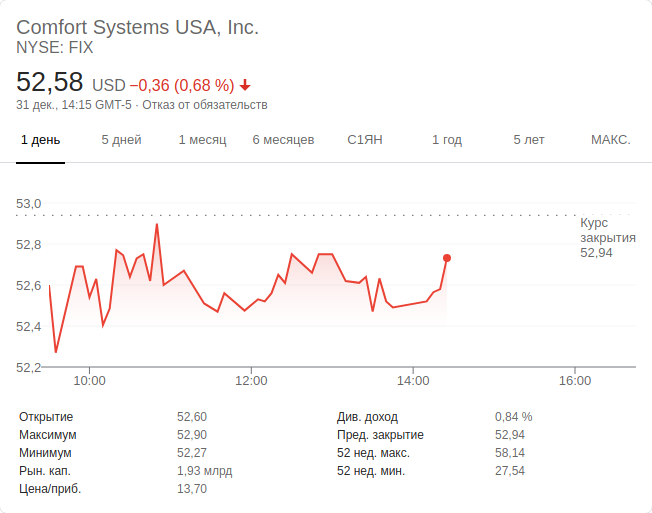 Comfort Systems USA, Inc.
NYSE: FIX
52,58 USD −0,36 (0,68 %)
31 дек., 14:15 GMT-5 · Отказ от обязательств
1 день 5 дней 1 месяц 6 месяцев С1ЯН 1 год 5 лет МАКС.
53,0
Курс
закрытия
52,94
52,8
52,6
52,4
52,2
10:00 12:00 14:00 16:00
Открытие 52,60 Див. доход 0,84 %
Максимум 52,90 Пред. закрытие 52,94
Минимум 52,27 52 нед. макс. 58,14
Рын. кап. 1,93 млрд 52 нед. мин. 27,54
Цена/приб. 13,70